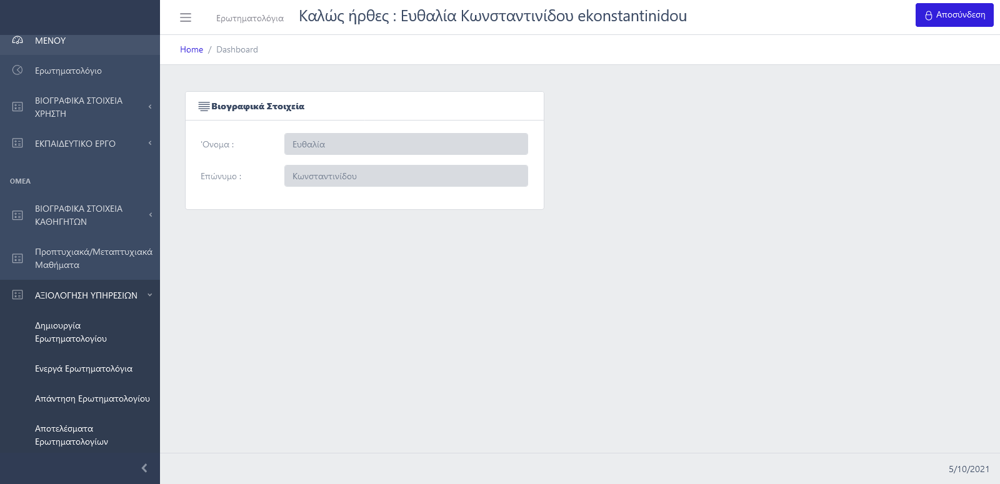 Ερωτηματολόγια
Καλώς ήρθες : Ευθαλία Κωνσταντινίδου ekonstantinidou
Αποσύνδεση
Home / Dashboard
ΜΕΝΟΥ
Ερωτηματολόγιο
ΒΙΟΓΡΑΦΙΚΑ ΣΤΟΙΧΕΙΑ
ΧΡΗΣΤΗ
ΕΚΠΑΙΔΕΥΤΙΚΟ ΕΡΓΟ
ΟΜΕΑ
ΒΙΟΓΡΑΦΙΚΑ ΣΤΟΙΧΕΙΑ
ΚΑΘΗΓΗΤΩΝ
Προπτυχιακά/Μεταπτυχιακά
Μαθήματα
ΑΞΙΟΛΟΓΗΣΗ ΥΠΗΡΕΣΙΩΝ
Δημιουργία
Ερωτηματολογίου
Ενεργά Ερωτηματολόγια
Απάντηση Ερωτηματολογίου
Αποτελέσματα
Ερωτηματολογίων
Βιογραφικά Στοιχεία
'Ονομα :
Ευθαλία
Επώνυμο :
Κωνσταντινίδου
5/10/2021